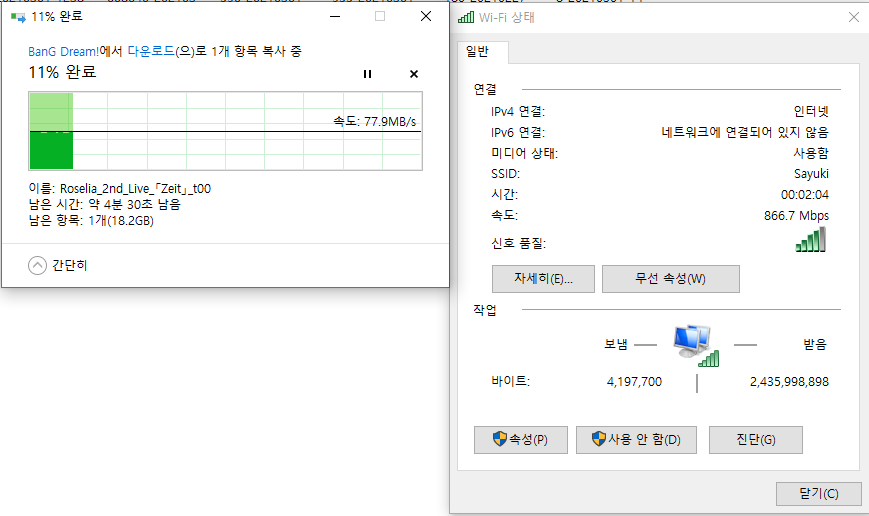 11% 완료
BanG Dream!에서 다운로드(으)로 1개 항목 복사 중
11% 완료
속도: 77.9MB/s
이름: Roselia_2nd_Live_「Zeit」_t00
남은 시간: 약 4분 30초 남음
남은 항목: 1개(18.2GB)
간단히
Wi-Fi 상태
일반
연결
IPv4 연결: 인터넷
IPv6 연결: 네트워크에 연결되어 있지 않음
미디어 상태: 사용함
SSID: Sayuki
시간: 00:02:04
속도: 866.7 Mbps
신호 품질:
자세히(E)... 무선 속성(W)
작업
보냄 받음
바이트: 4,197,700 2,435,998,898
속성(P) 사용 안 함(D) 진단(G)
닫기(C)